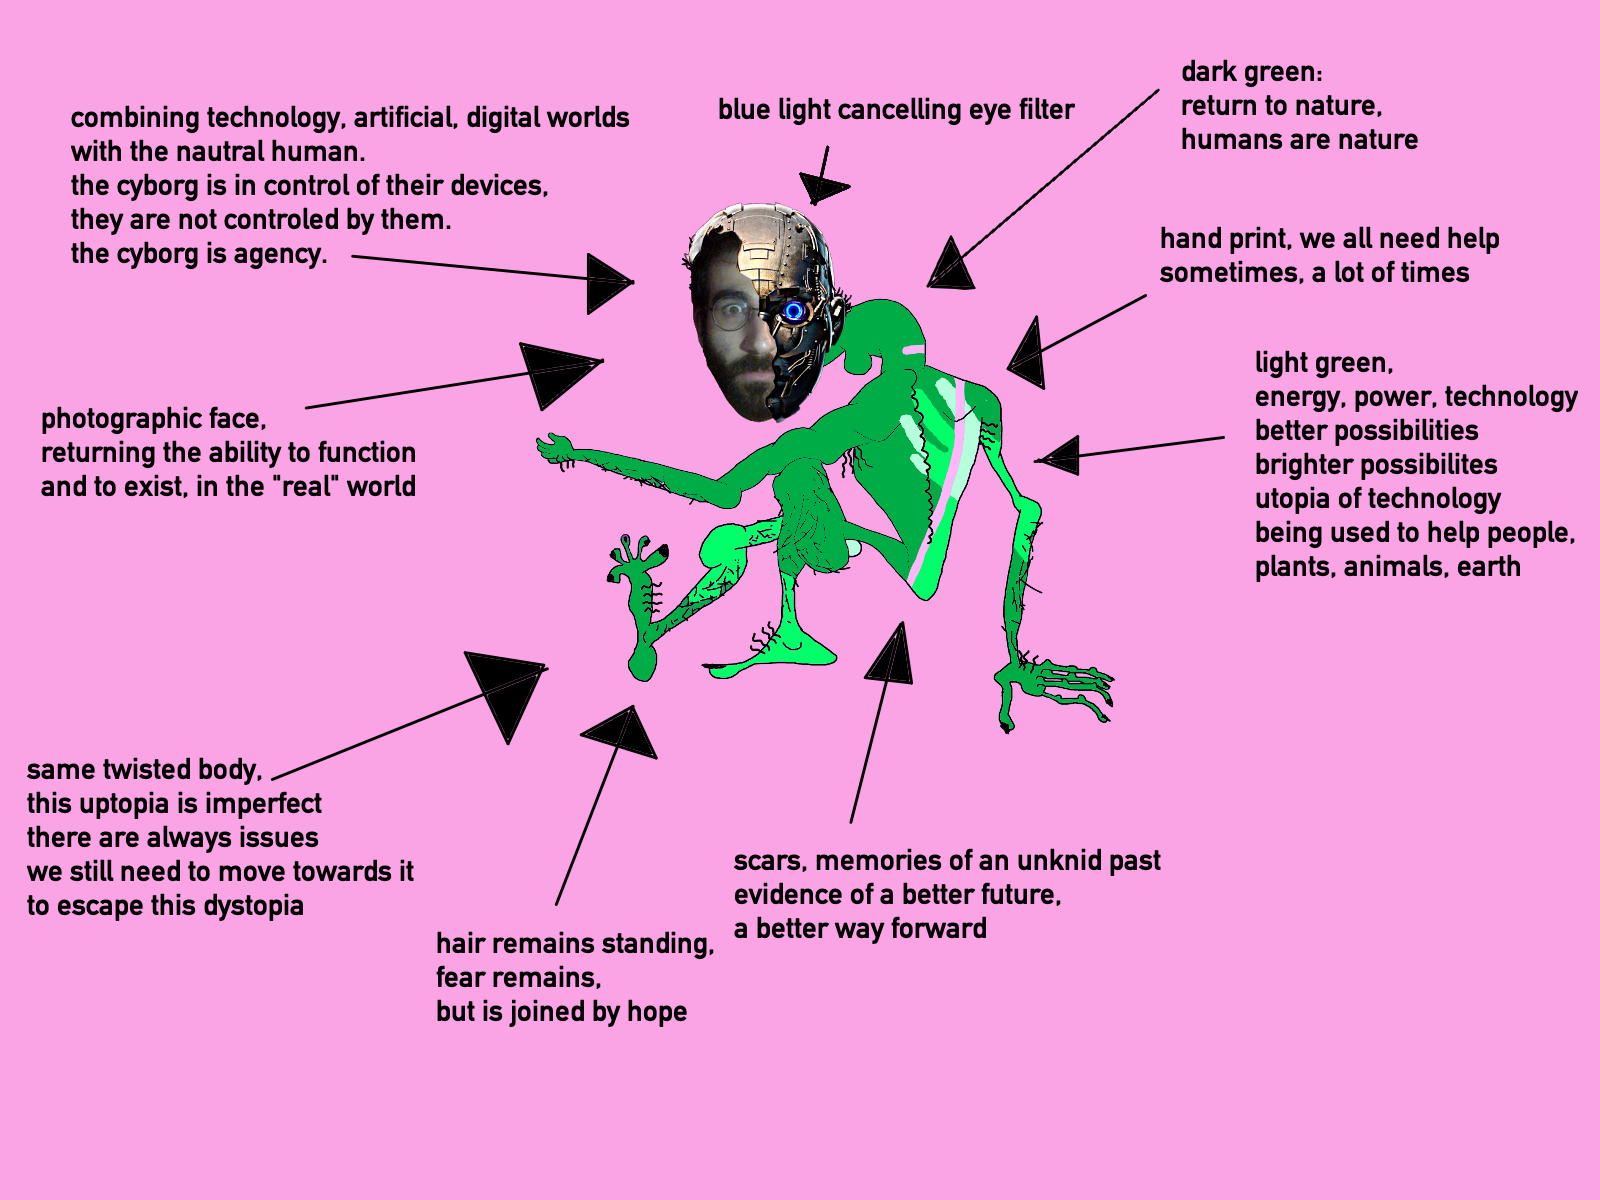 combining technology, artificial, digital worlds
with the nautral human.
the cyborg is in control of their devices,
they are not controled by them.
the cyborg is agency.
blue light cancelling eye filter
dark green:
return to nature,
humans are nature
hand print, we all need help
sometimes, a lot of times
light green,
energy, power, technology
better possibilities
brighter possibilites
utopia of technology
being used to help people,
plants, animals, earth
photographic face,
returning the ability to function
and to exist, in the "real" world
same twisted body,
this uptopia is imperfect
there are always issues
we still need to move towards it
to escape this dystopia
hair remains standing,
fear remains,
but is joined by hope
scars, memories of an unknid past
evidence of a better future,
a better way forward